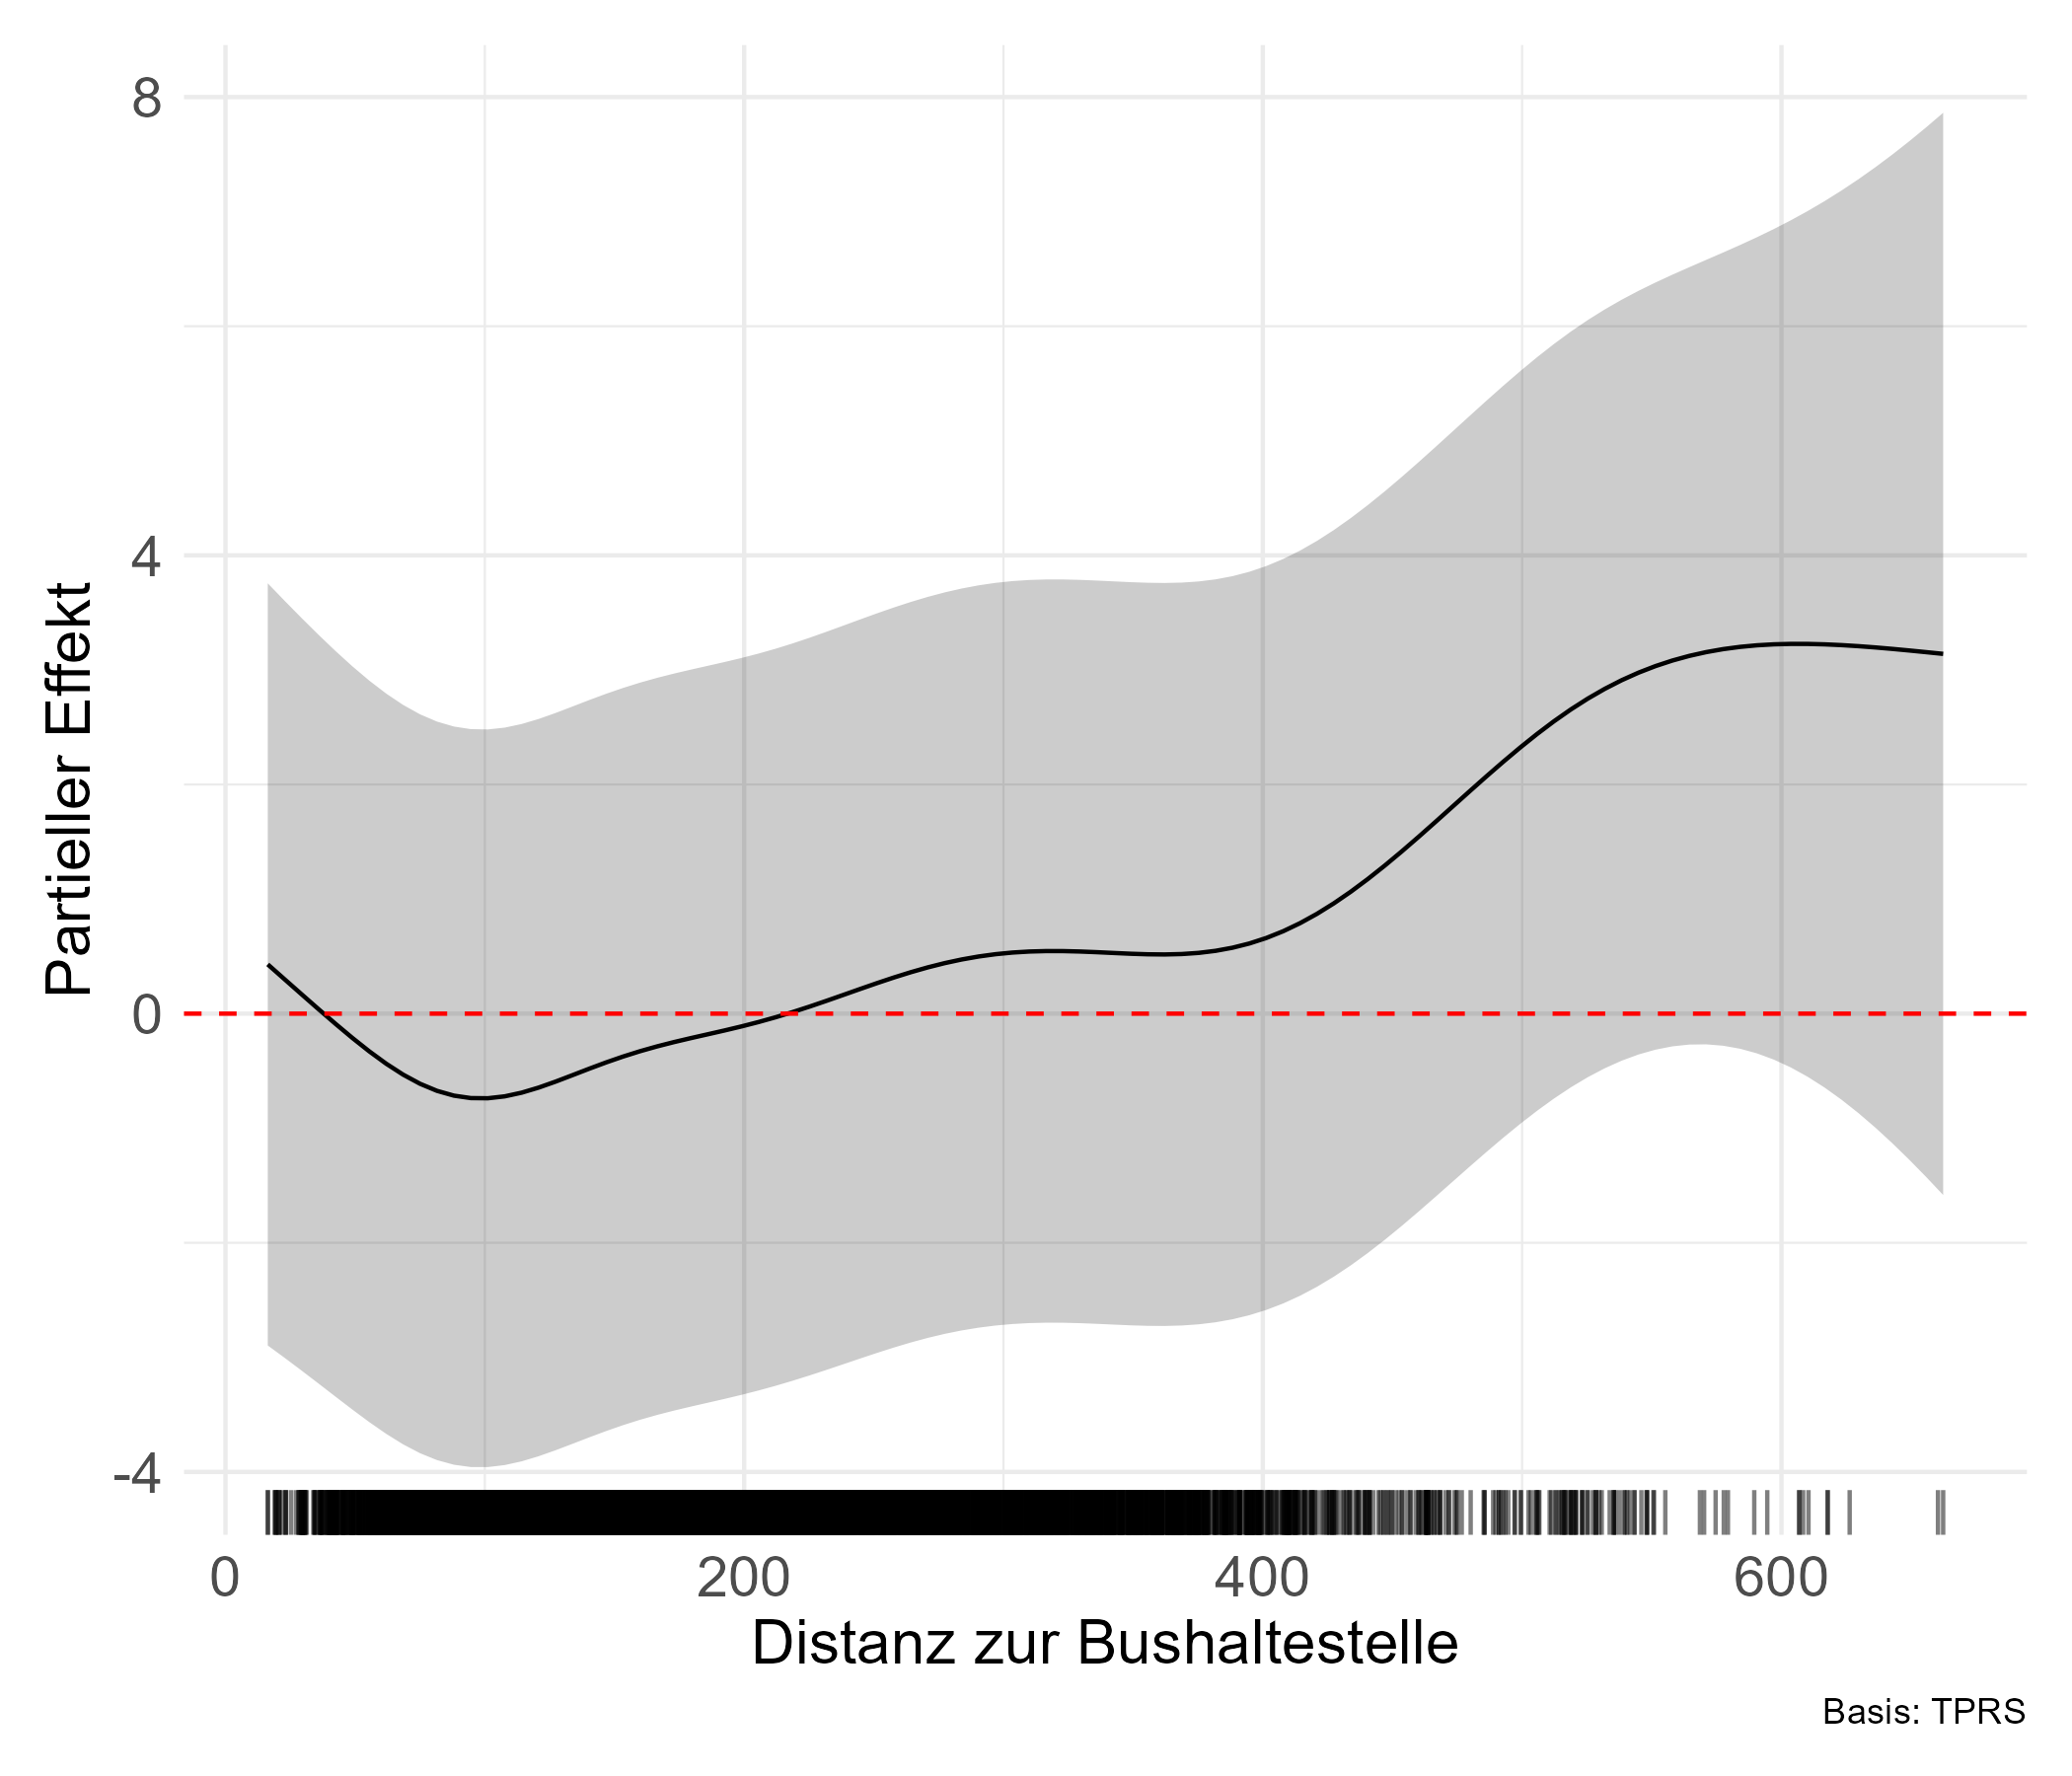 8
4
0
-4
Partieller Effekt
0 200 400 600
Distanz zur Bushaltestelle
Basis: TPRS